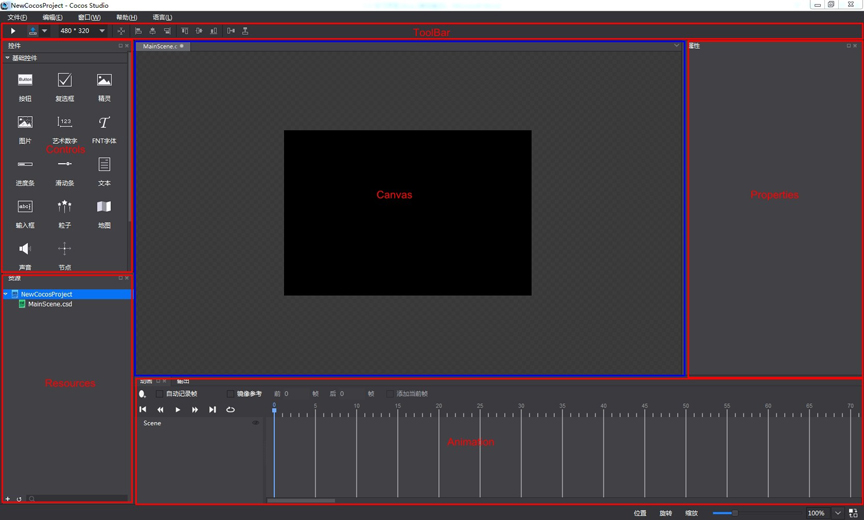 NewCocosProject - Cocos Studio
文件(F) 编辑(E) 窗口(W) 帮助(H) 语言(L)
480 * 320
ToolBar
控件
MainScene.c
属性
基础控件
Button
按钮 复选框 精灵
123
图片 艺术数字 FNT字体
Controls
进度条 滑动条 文本
abc
输入框 粒子 地图
声音 节点
Canvas
Properties
资源
NewCocosProject
MainScene.csd
Resources
动画 输出
自动记录帧 镜像参考 前 0 帧 后 0 帧 添加当前帧
0 5 10 15 20 25 30 35 40 45 50 55 60 65 70
Scene
Animation
位置 旋转 缩放 100%